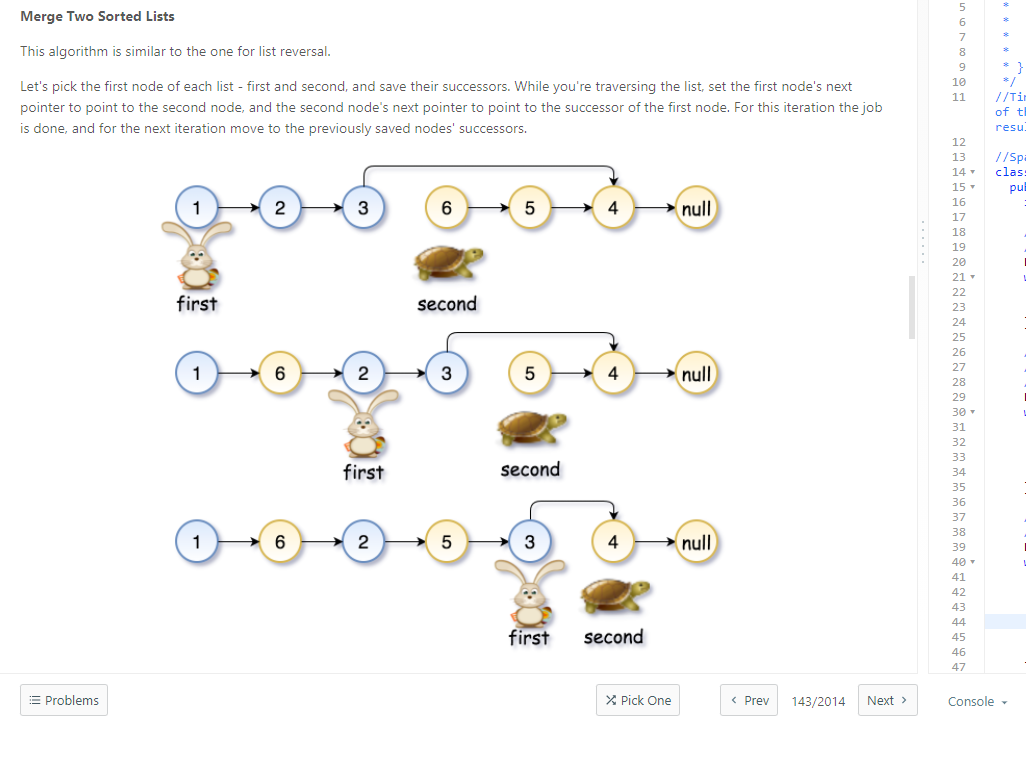 Merge Two Sorted Lists
This algorithm is similar to the one for list reversal.
Let's pick the first node of each list - first and second, and save their successors. While you're traversing the list, set the first node's next
pointer to point to the second node, and the second node's next pointer to point to the successor of the first node. For this iteration the job
is done, and for the next iteration move to the previously saved nodes' successors.
1 2 3 6 5 4 null
first second
1 6 2 3 5 4 null
first second
1 6 2 5 3 4 null
first second
Problems Pick One Prev 143/2014 Next Console
5 *
6 *
7 *
8 *
9 * }
10 */
11 //Ti
of t
resu
12
13 //Spa
14 clas
15 pu
16
17
18
19
20
21
22
23
24
25
26
27
28
29
30
31
32
33
34
35
36
37
38
39
40
41
42
43
44
45
46
47